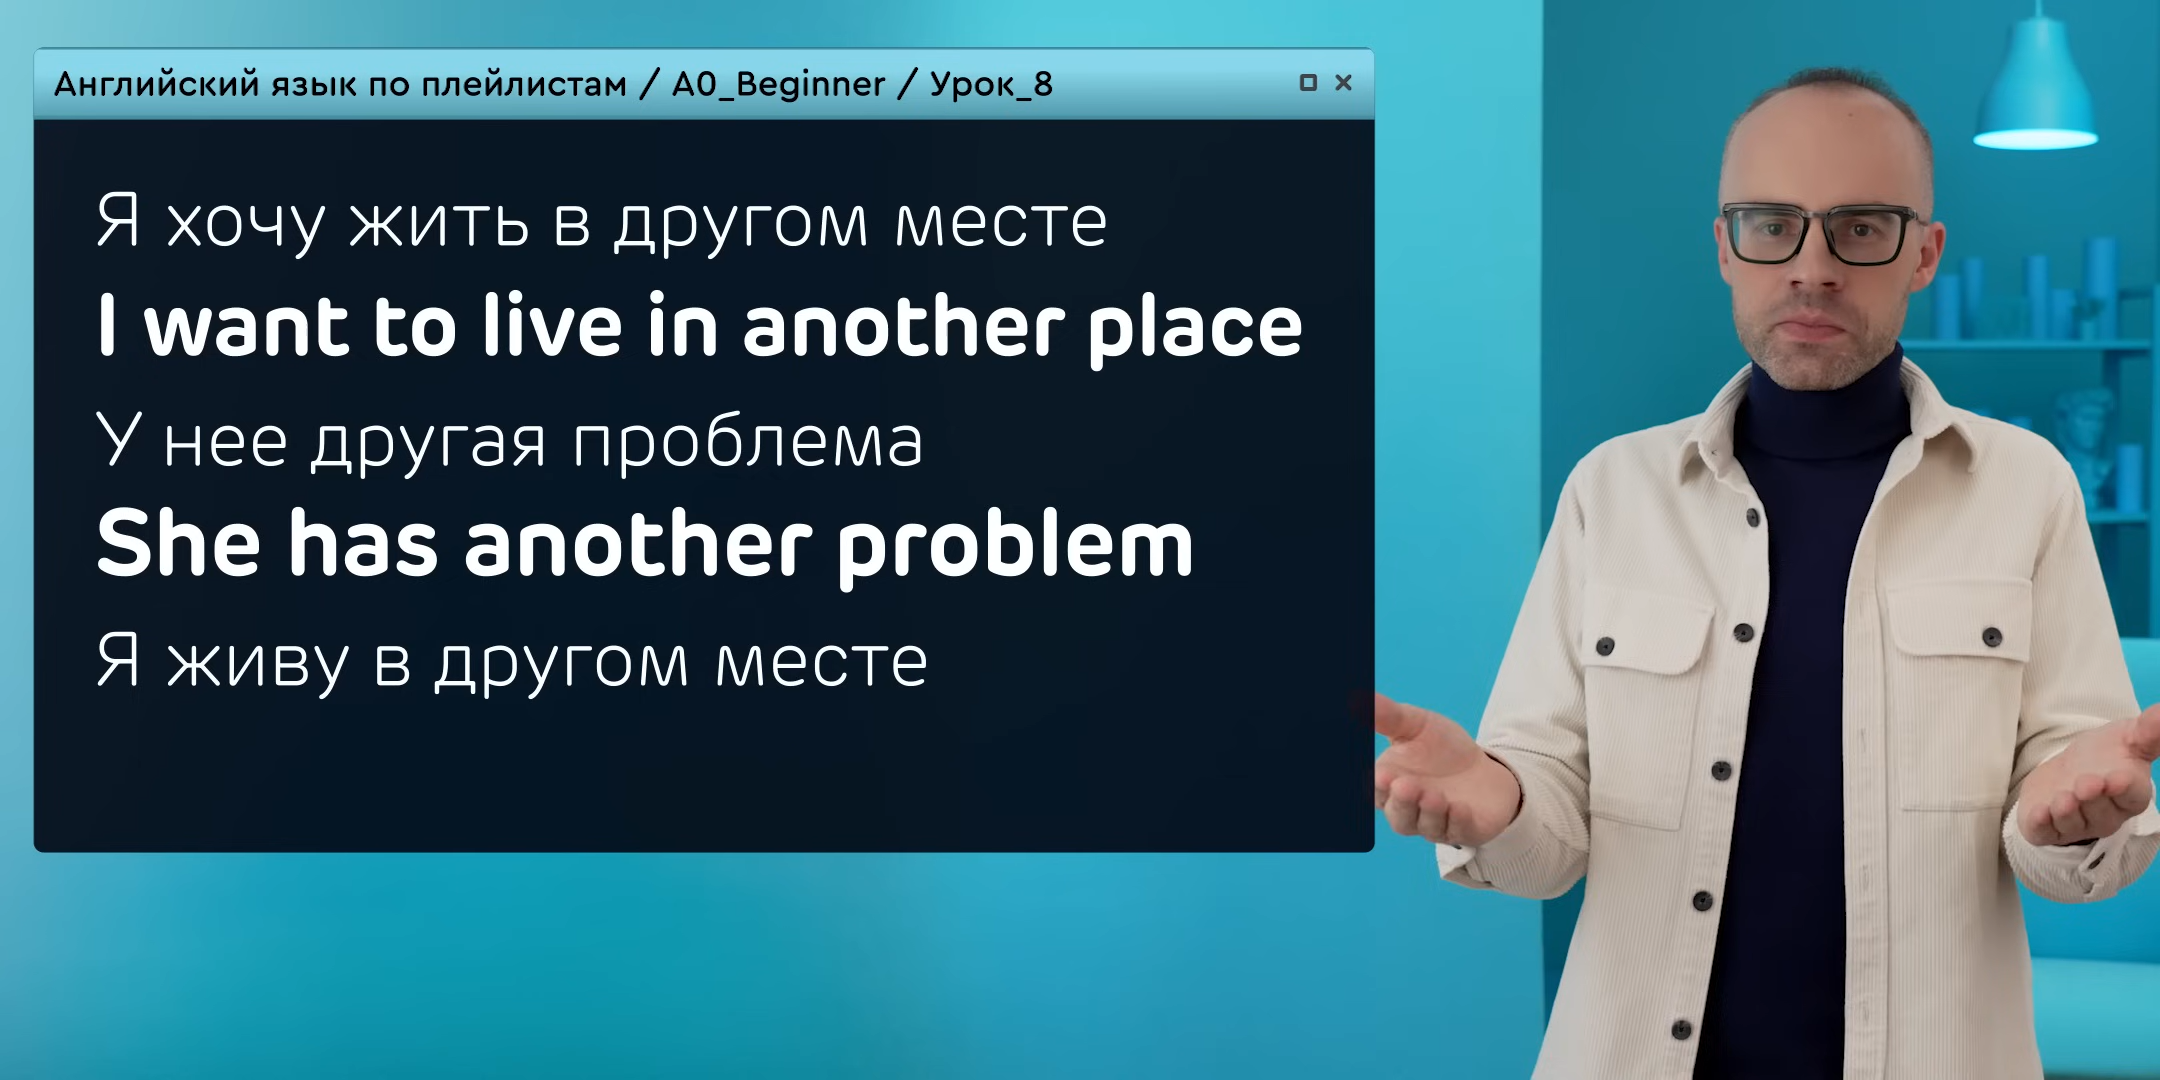 Английский язык по плейлистам / A0_Beginner / Урок_8
Я хочу жить в другом месте
I want to live in another place
У нее другая проблема
She has another problem
Я живу в другом месте